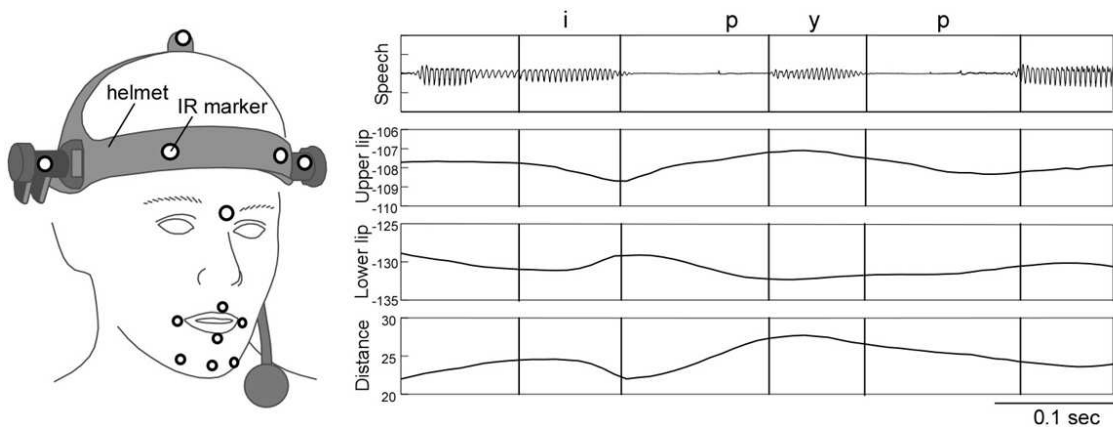 helmet
IR marker
i p y p
Speech
Upper lip
-106
-107
-108
-109
-110
Lower lip
-125
-130
-135
Distance
30
25
20
0.1 sec